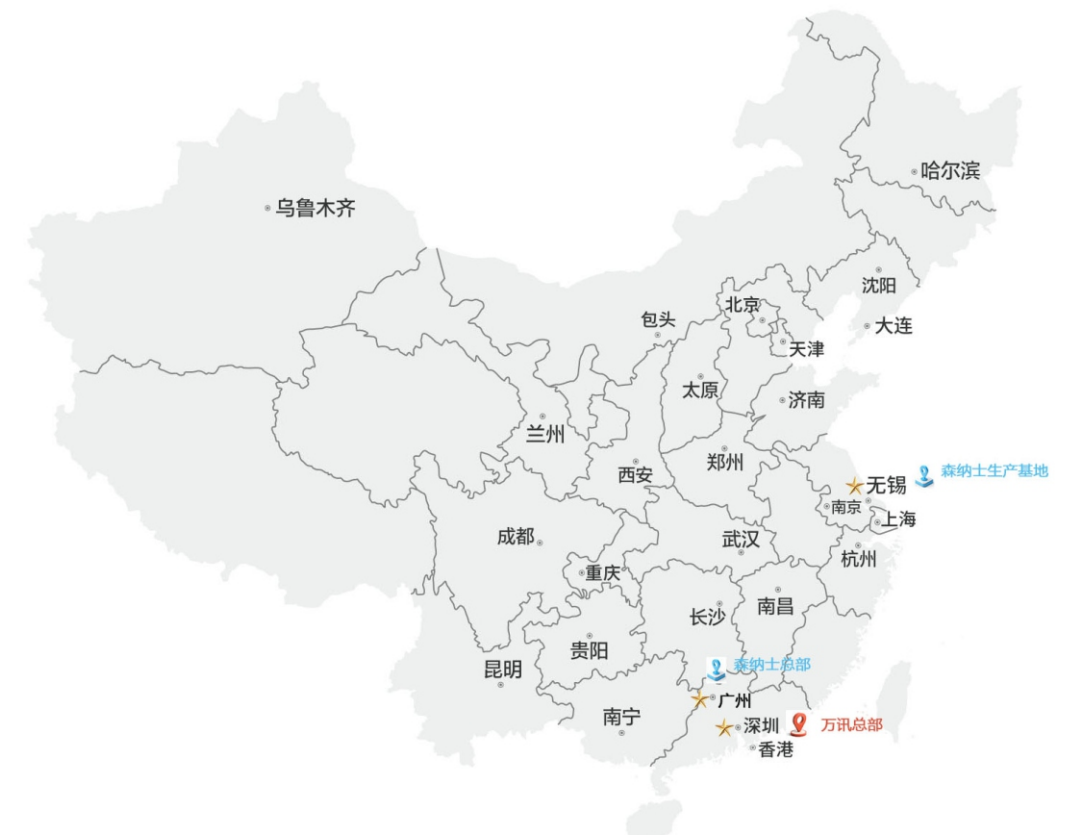 哈尔滨
乌鲁木齐
沈阳
北京
包头
大连
天津
太原
济南
兰州
郑州
西安
森纳士生产基地
无锡
南京
上海
成都
武汉
杭州
重庆
南昌
长沙
贵阳
森纳士总部
昆明
广州
南宁
深圳
万讯总部
香港